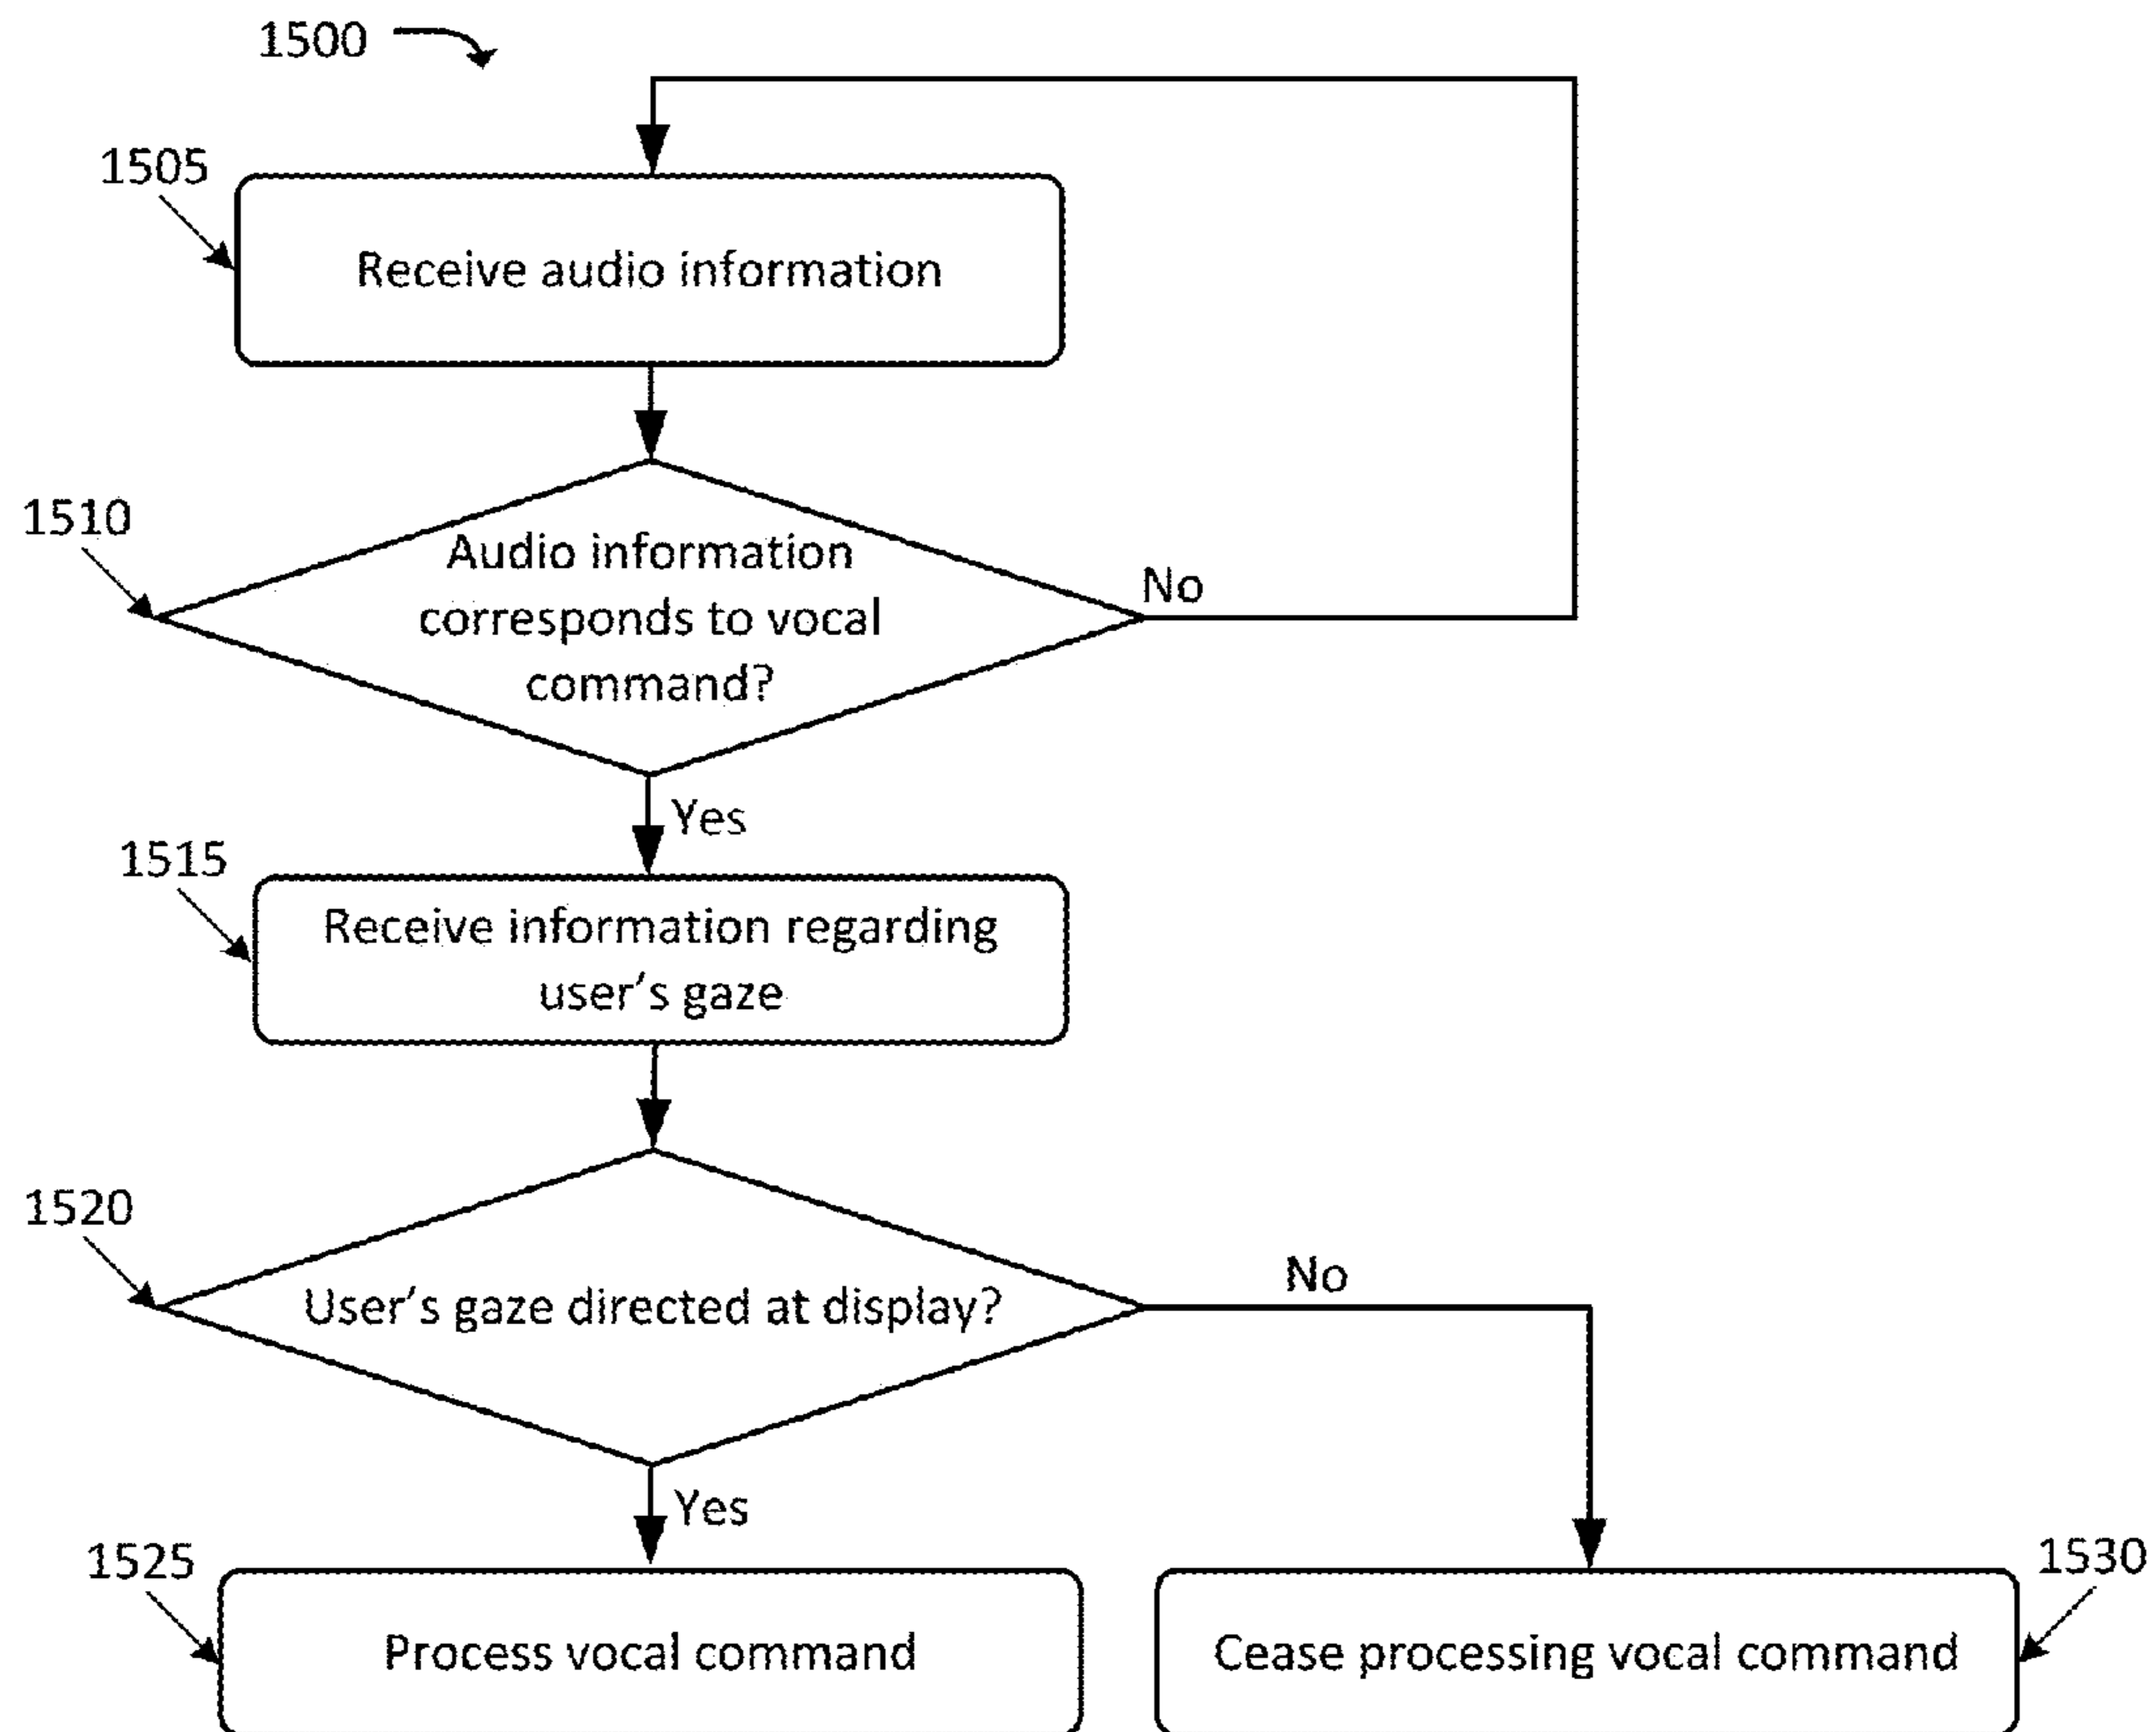 1500
1505
Receive audio information
1510
Audio information
corresponds to vocal
command?
No
Yes
1515
Receive information regarding
user's gaze
1520
User's gaze directed at display?
No
Yes
1525
Process vocal command
1530
Cease processing vocal command